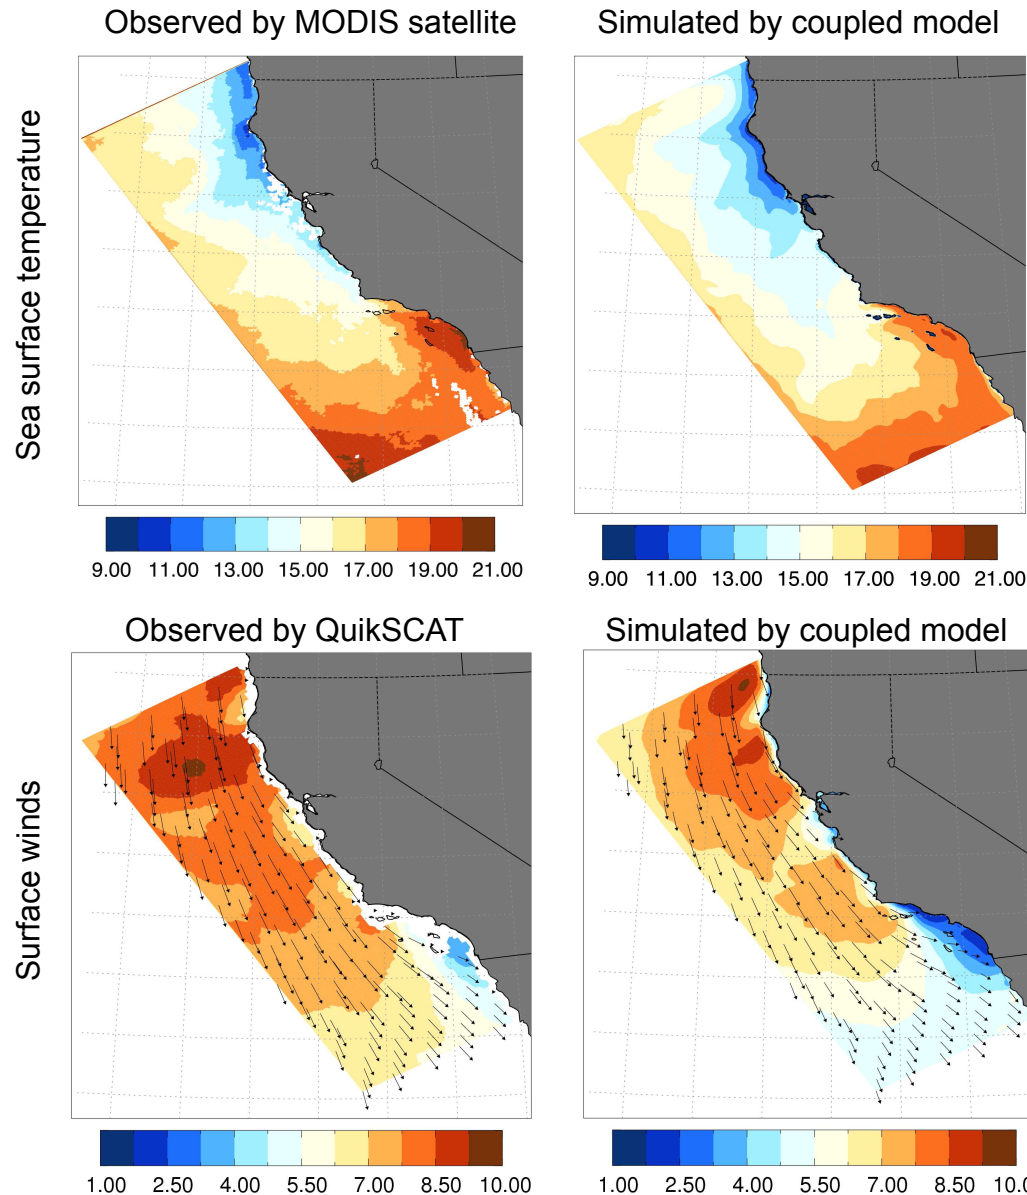 Observed by MODIS satellite
Simulated by coupled model
Sea surface temperature
9.00 11.00 13.00 15.00 17.00 19.00 21.00
9.00 11.00 13.00 15.00 17.00 19.00 21.00
Observed by QuikSCAT
Simulated by coupled model
Surface winds
1.00 2.50 4.00 5.50 7.00 8.50 10.00
1.00 2.50 4.00 5.50 7.00 8.50 10.0